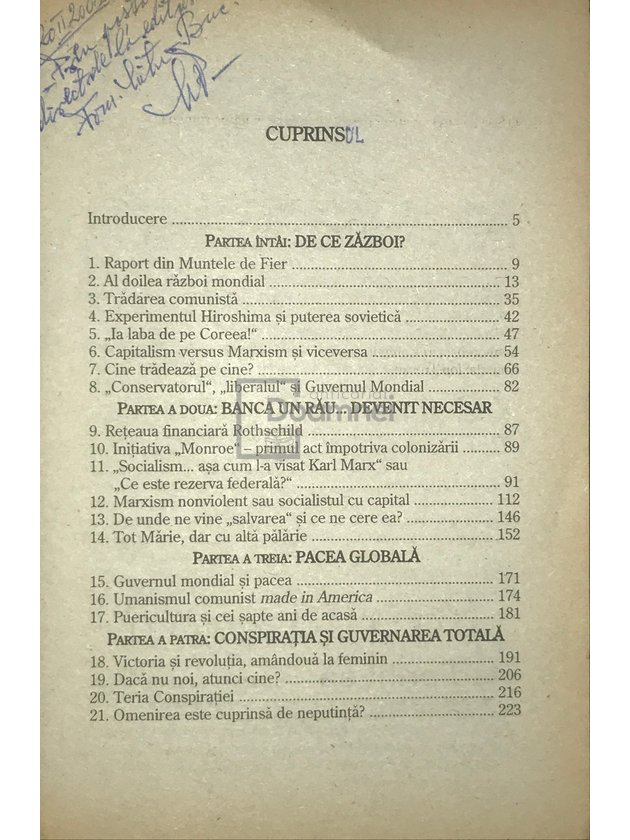 CUPRINSUL
Introducere 5
PARTEA ÎNTÂI: DE CE ZĂZBOI?
1. Raport din Muntele de Fier 9
2. Al doilea război mondial 13
3. Trădarea comunistă 35
4. Experimentul Hiroshima și puterea sovietică 42
5. „Ia laba de pe Coreea!“ 47
6. Capitalism versus Marxism și viceversa 54
7. Cine trădează pe cine? 66
8. „Conservatorul“, „liberalul“ și Guvernul Mondial 82
anticariat
Doamnei
PARTEA A DOUA: BANCA UN RĂU... DEVENIT NECESAR
9. Rețeaua financiară Rothschild 87
10. Inițiativa „Monroe“ – primul act împotriva colonizării 89
11. „Socialism... așa cum l-a visat Karl Marx“ sau
„Ce este rezerva federală?“ 91
12. Marxism nonviolent sau socialistul cu capital 112
13. De unde ne vine „salvarea“ și ce ne cere ea? 146
14. Tot Mărie, dar cu altă pălărie 152
PARTEA A TREIA: PACEA GLOBALĂ
15. Guvernul mondial și pacea 171
16. Umanismul comunist made in America 174
17. Puericultura și cei șapte ani de acasă 181
PARTEA A PATRA: CONSPIRAȚIA ȘI GUVERNAREA TOTALĂ
18. Victoria și revoluția, amândouă la feminin 191
19. Dacă nu noi, atunci cine? 206
20. Teria Conspirației 216
21. Omenirea este cuprinsă de neputință? 223